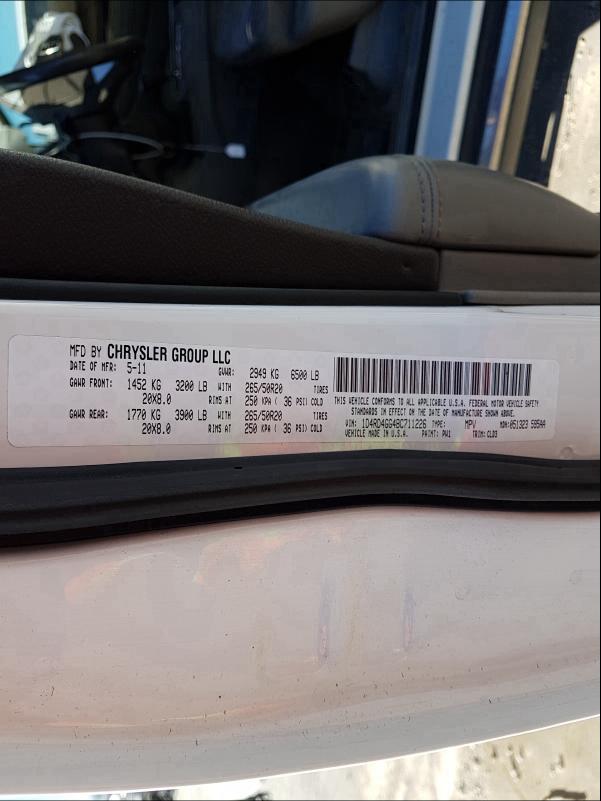 MFD BY CHRYSLER GROUP LLC
DATE OF MFR: 5-11 GVWR: 2949 KG 6500 LB
GAWR FRONT: 1452 KG 3200 LB WITH 265/50R20 TIRES
20X8.0 RIMS AT 250 KPA ( 36 PSI) COLD
GAWR REAR: 1770 KG 3900 LB WITH 265/50R20 TIRES
20X8.0 RIMS AT 250 KPA ( 36 PSI) COLD
THIS VEHICLE CONFORMS TO ALL APPLICABLE U.S.A. FEDERAL MOTOR VEHICLE SAFETY
STANDARDS IN EFFECT ON THE DATE OF MANUFACTURE SHOWN ABOVE.
VIN: 1D4RD4GG4BC711226 TYPE: MPV MDH: 051323 595AA
VEHICLE MADE IN U.S.A. PAINT: PW1 TRIM: CLD3